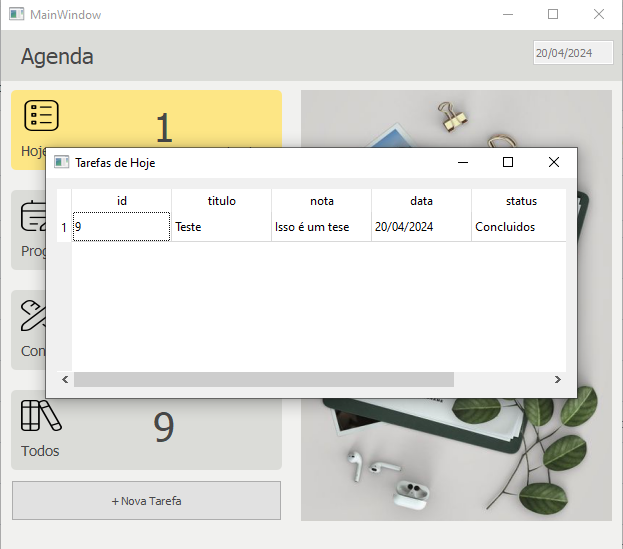 MainWindow
Agenda
20/04/2024
1
Hoje
Tarefas de Hoje
id titulo nota data status
1 9 Teste Isso é um tese 20/04/2024 Concluidos
Prog
Con
9
Todos
+ Nova Tarefa